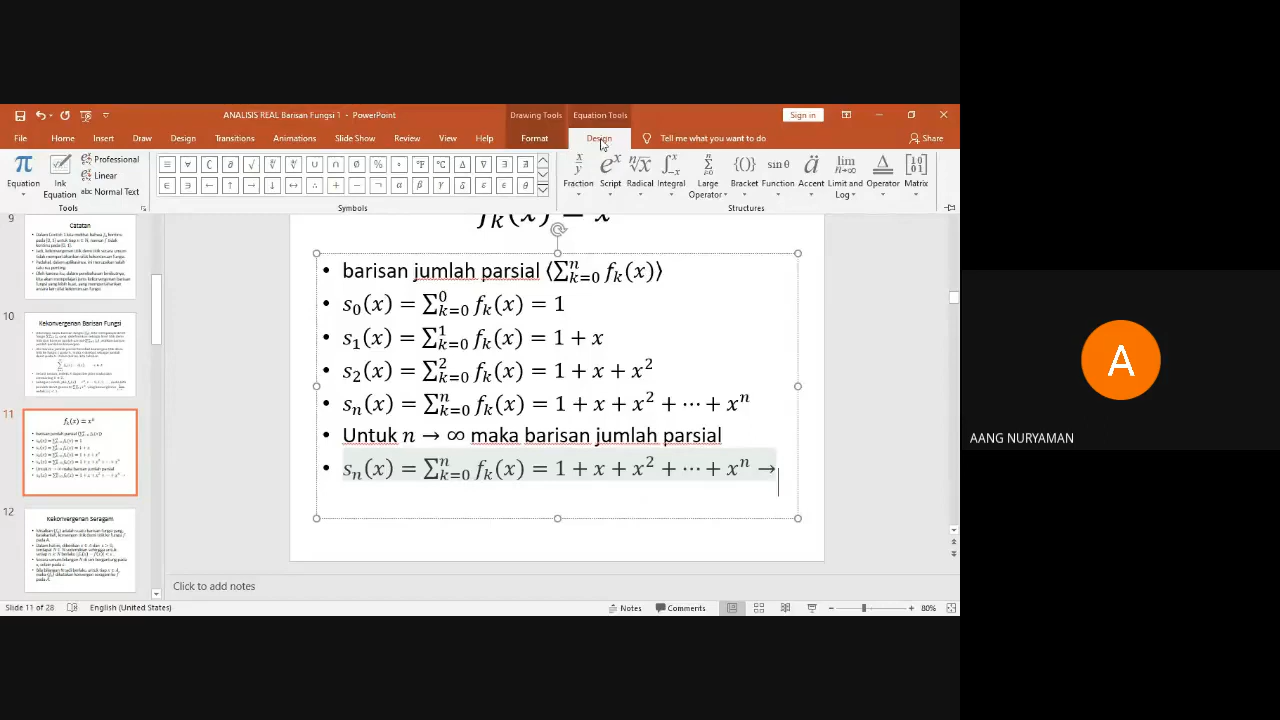 ANALISIS REAL Barisan Fungsi 1 - PowerPoint
Drawing Tools
Equation Tools
Sign in
File Home Insert Draw Design Transitions Animations Slide Show Review View Help Format Design Tell me what you want to do Share
π Equation
Ink Equation
Professional
Linear
abc Normal Text
Tools
Symbols
Fraction
Script
Radical
Integral
Large Operator
Bracket
Function
Accent
Limit and Log
Operator
Matrix
Structures
9
Catatan
10
Kekonvergenan Barisan Fungsi
11
12
Kekonvergenan Seragam
• barisan jumlah parsial ⟨∑ₖ₌₀ⁿ fₖ(x)⟩
• s₀(x) = ∑ₖ₌₀⁰ fₖ(x) = 1
• s₁(x) = ∑ₖ₌₀¹ fₖ(x) = 1 + x
• s₂(x) = ∑ₖ₌₀² fₖ(x) = 1 + x + x²
• sₙ(x) = ∑ₖ₌₀ⁿ fₖ(x) = 1 + x + x² + ⋯ + xⁿ
• Untuk n → ∞ maka barisan jumlah parsial
• sₙ(x) = ∑ₖ₌₀ⁿ fₖ(x) = 1 + x + x² + ⋯ + xⁿ →
Click to add notes
Slide 11 of 28
English (United States)
Notes
Comments
80%
A
AANG NURYAMAN